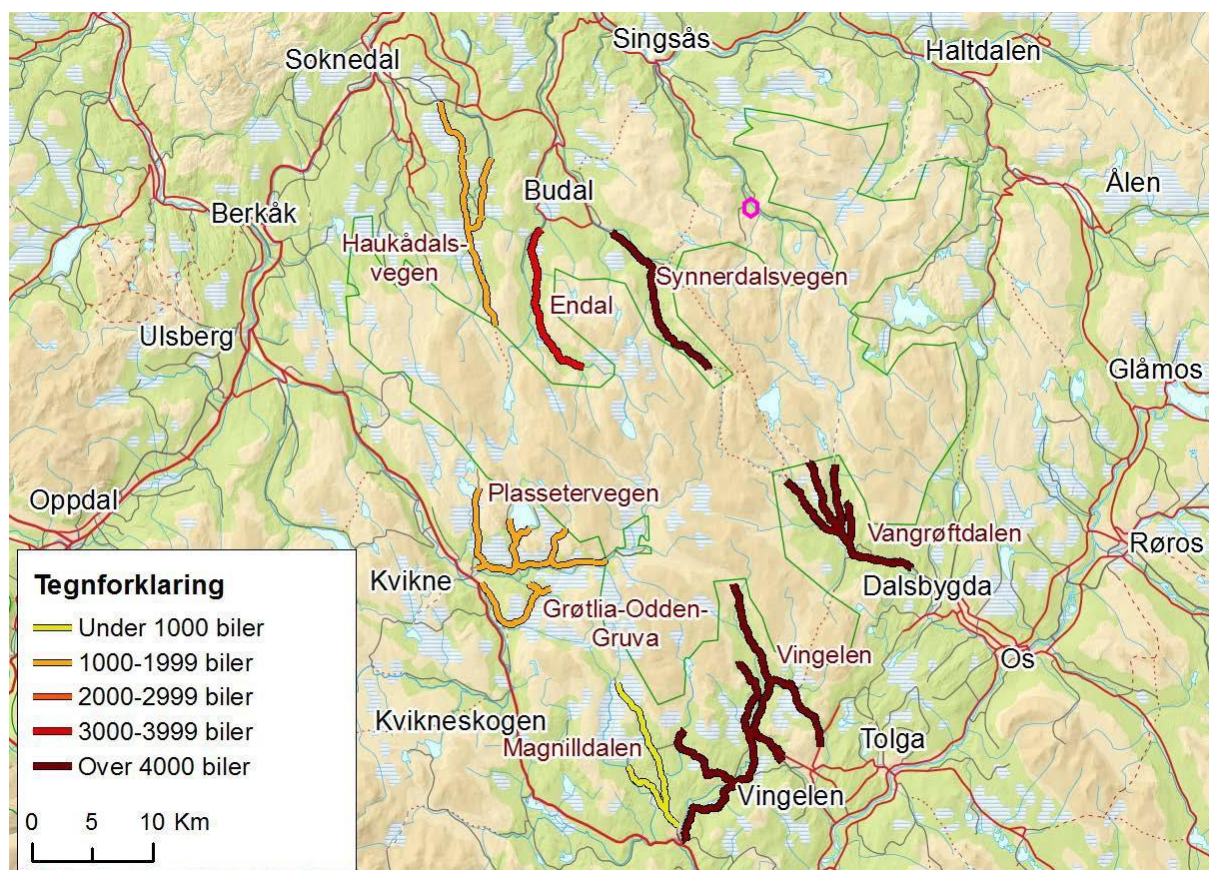 Soknedal
Singsås
Haltdalen
Budal
Ålen
Berkåk
Haukådals-
vegen
Synnerdalsvegen
Endal
Ulsberg
Glåmos
Oppdal
Plassetervegen
Vangrøftdalen
Røros
Kvikne
Dalsbygda
Grøtlia-Odden-
Gruva
Vingelen
Os
Kvikneskogen
Magnilldalen
Tolga
Vingelen
Tegnforklaring
Under 1000 biler
1000-1999 biler
2000-2999 biler
3000-3999 biler
Over 4000 biler
0 5 10 Km